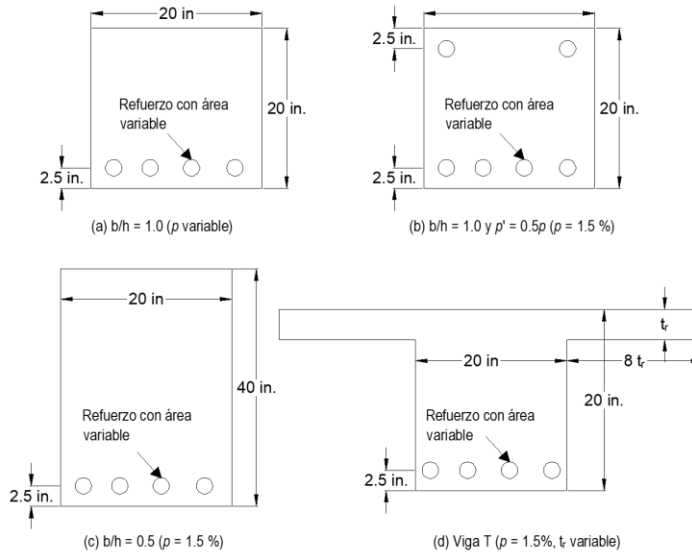 20 in
2.5 in.
Refuerzo con área
variable
20 in.
20 in.
2.5 in.
2.5 in.
Refuerzo con área
variable
(a) b/h = 1.0 (p variable)
(b) b/h = 1.0 y p' = 0.5p (p = 1.5 %)
20 in
40 in.
Refuerzo con área
variable
2.5 in.
tᵣ
20 in
8 tᵣ
20 in.
Refuerzo con área
variable
2.5 in.
(c) b/h = 0.5 (p = 1.5 %)
(d) Viga T (p = 1.5%, tᵣ variable)